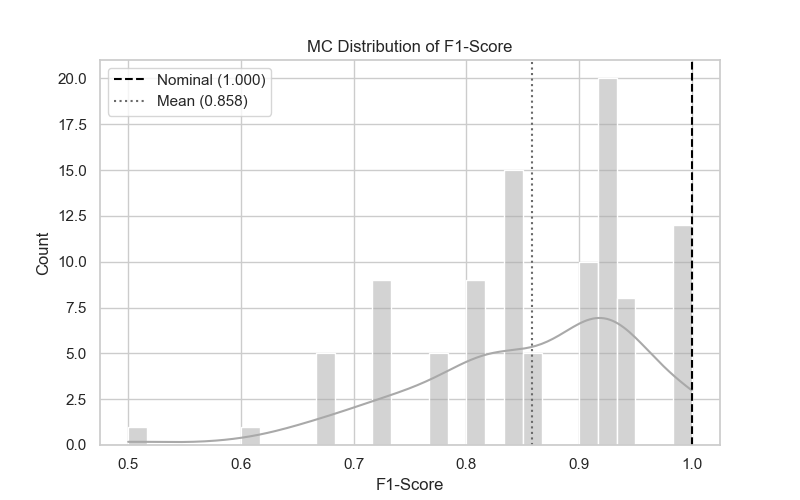 MC Distribution of F1-Score
Nominal (1.000)
Mean (0.858)
20.0
17.5
15.0
12.5
10.0
7.5
5.0
2.5
0.0
Count
0.5 0.6 0.7 0.8 0.9 1.0
F1-Score